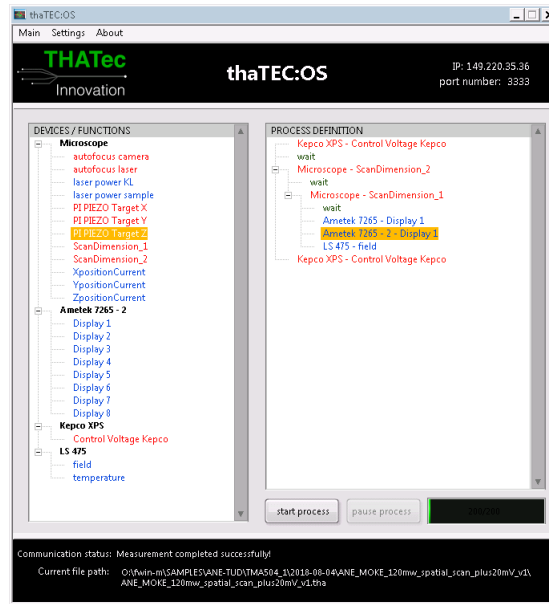 thaTEC:OS
Main Settings About
THATec
Innovation
thaTEC:OS
IP: 149.220.35.36
port number: 3333
DEVICES / FUNCTIONS
Microscope
autofocus camera
autofocus laser
laser power KL
laser power sample
PI PIEZO Target X
PI PIEZO Target Y
PI PIEZO Target Z
ScanDimension_1
ScanDimension_2
XpositionCurrent
YpositionCurrent
ZpositionCurrent
Ametek 7265 - 2
Display 1
Display 2
Display 3
Display 4
Display 5
Display 6
Display 7
Display 8
Kepco XPS
Control Voltage Kepco
LS 475
field
temperature
PROCESS DEFINITION
Kepco XPS - Control Voltage Kepco
wait
Microscope - ScanDimension_2
wait
Microscope - ScanDimension_1
wait
Ametek 7265 - Display 1
Ametek 7265 - 2 - Display 1
LS 475 - field
Kepco XPS - Control Voltage Kepco
start process
pause process
Communication status: Measurement completed successfully!
Current file path: O:\fwin-m\SAMPLES\ANE-TUD\TMA504_1\2018-08-04\ANE_MOKE_120mw_spatial_scan_plus20mV_v1\
ANE_MOKE_120mw_spatial_scan_plus20mV_v1.tha